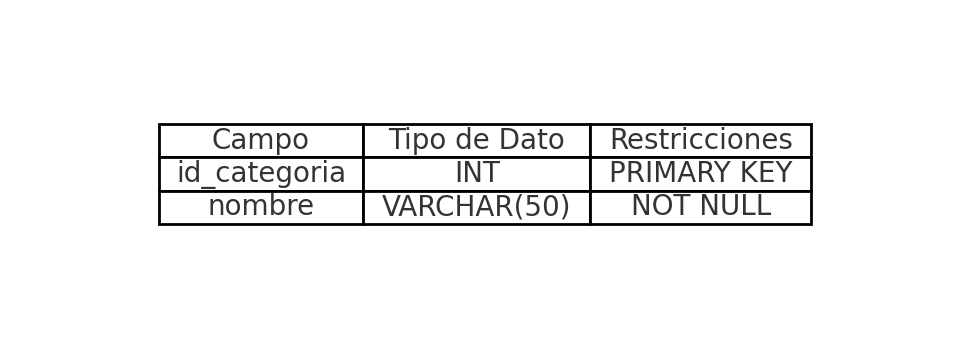 Campo Tipo de Dato Restricciones
id_categoria INT PRIMARY KEY
nombre VARCHAR(50) NOT NULL